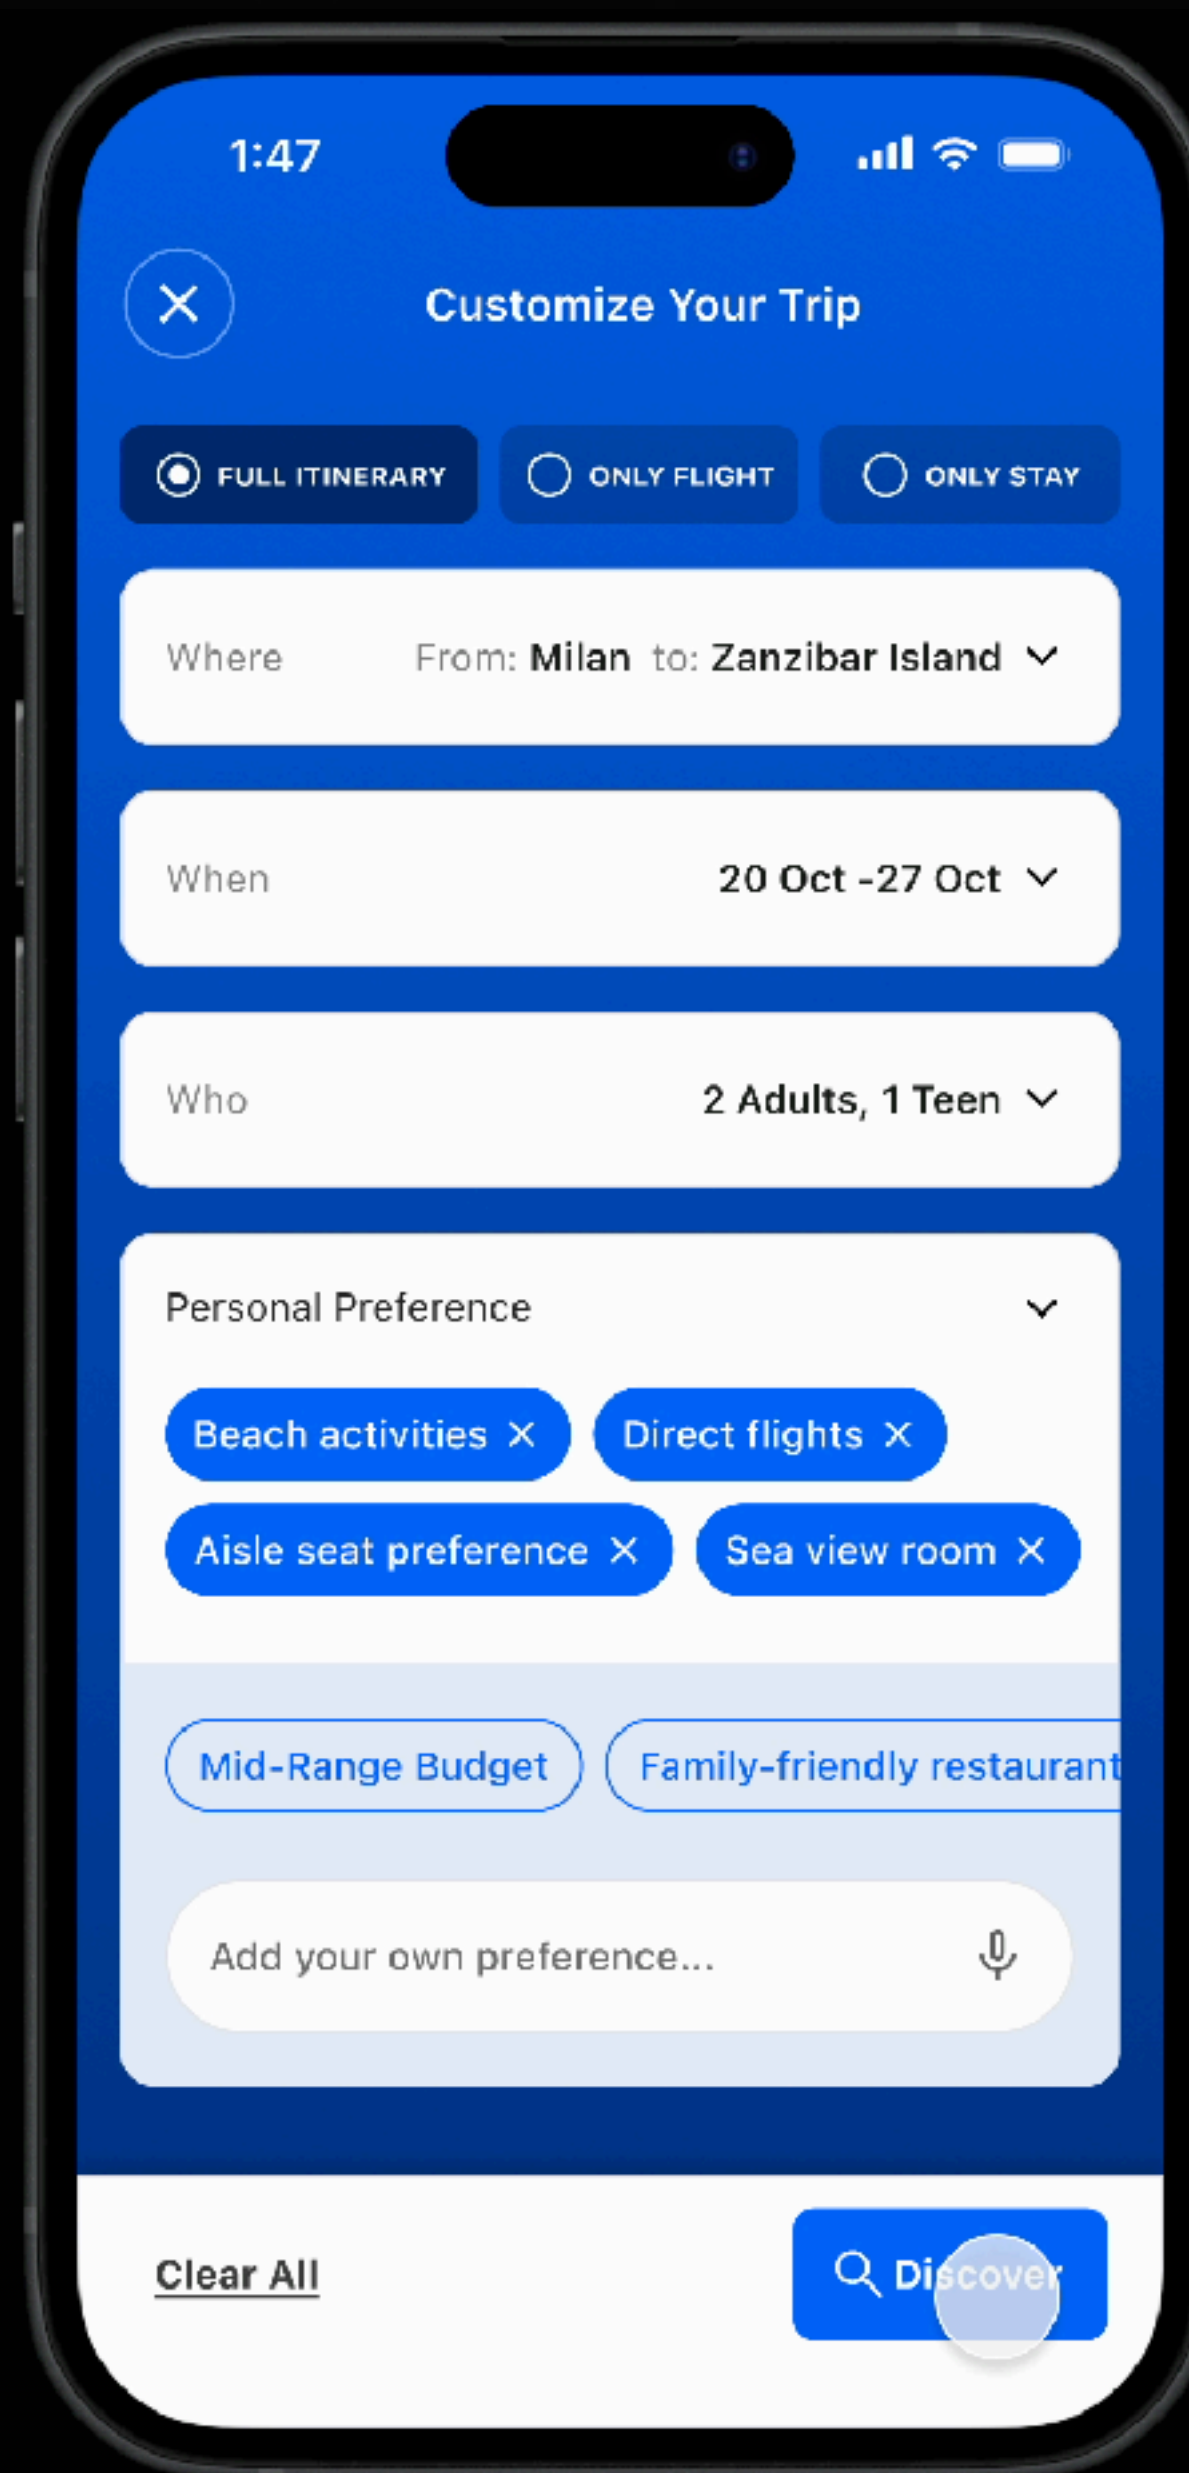 1:47
Customize Your Trip
FULL ITINERARY ONLY FLIGHT ONLY STAY
Where From: Milan to: Zanzibar Island
When 20 Oct -27 Oct
Who 2 Adults, 1 Teen
Personal Preference
Beach activities Direct flights
Aisle seat preference Sea view room
Mid-Range Budget Family-friendly restaurant
Add your own preference...
Clear All Discover